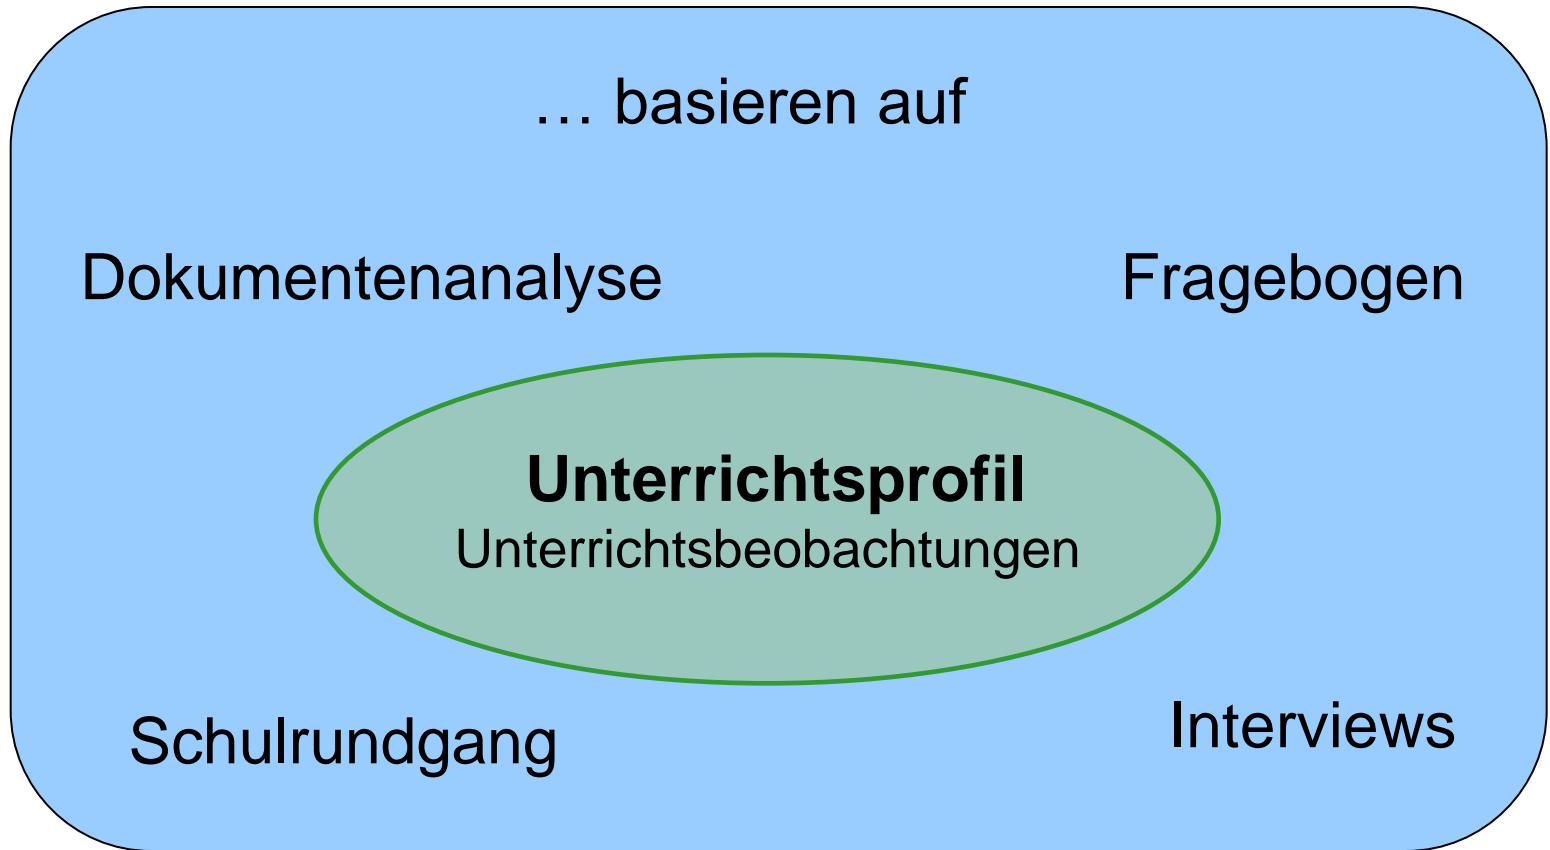 … basieren auf
Dokumentenanalyse
Fragebogen
Unterrichtsprofil
Unterrichtsbeobachtungen
Schulrundgang
Interviews